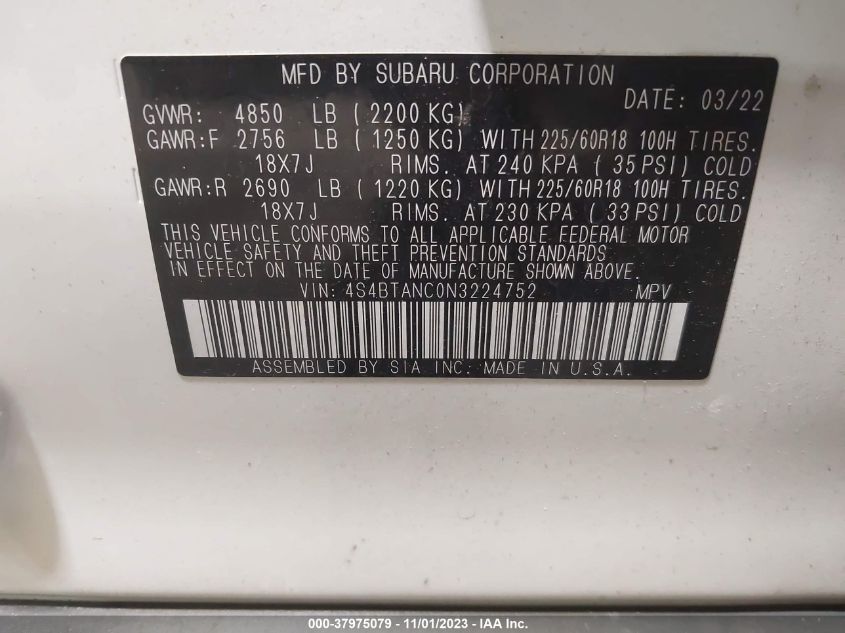 MFD BY SUBARU CORPORATION
DATE: 03/22
GVWR: 4850 LB ( 2200 KG)
GAWR:F 2756 LB ( 1250 KG) WITH 225/60R18 100H TIRES.
18X7J RIMS. AT 240 KPA ( 35 PSI) COLD
GAWR:R 2690 LB ( 1220 KG) WITH 225/60R18 100H TIRES.
18X7J RIMS. AT 230 KPA ( 33 PSI) COLD
THIS VEHICLE CONFORMS TO ALL APPLICABLE FEDERAL MOTOR
VEHICLE SAFETY AND THEFT PREVENTION STANDARDS
IN EFFECT ON THE DATE OF MANUFACTURE SHOWN ABOVE.
VIN: 4S4BTANC0N3224752 MPV
ASSEMBLED BY SIA INC. MADE IN U.S.A.
000-37975079 - 11/01/2023 - IAA Inc.